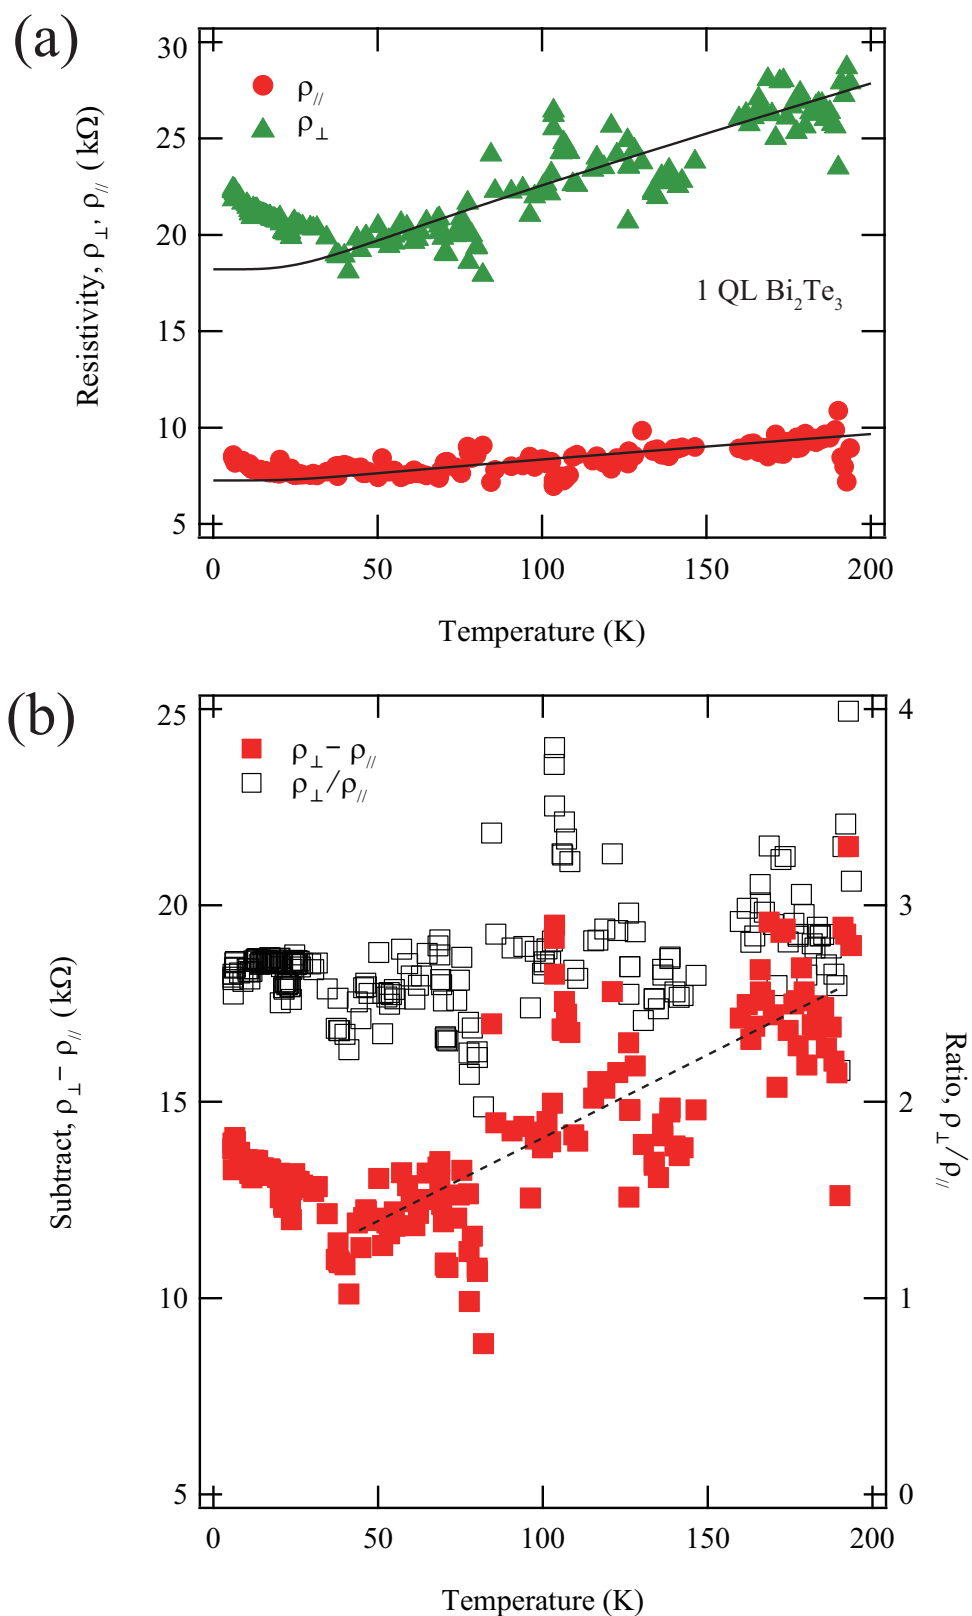 (a)
30
25
20
15
10
5
ρ//
ρ⊥
1 QL Bi2Te3
Resistivity, ρ⊥, ρ// (kΩ)
0 50 100 150 200
Temperature (K)
(b)
25
20
15
10
5
4
3
2
1
0
ρ⊥− ρ//
ρ⊥/ρ//
Subtract, ρ⊥− ρ// (kΩ)
Ratio, ρ⊥/ρ//
0 50 100 150 200
Temperature (K)